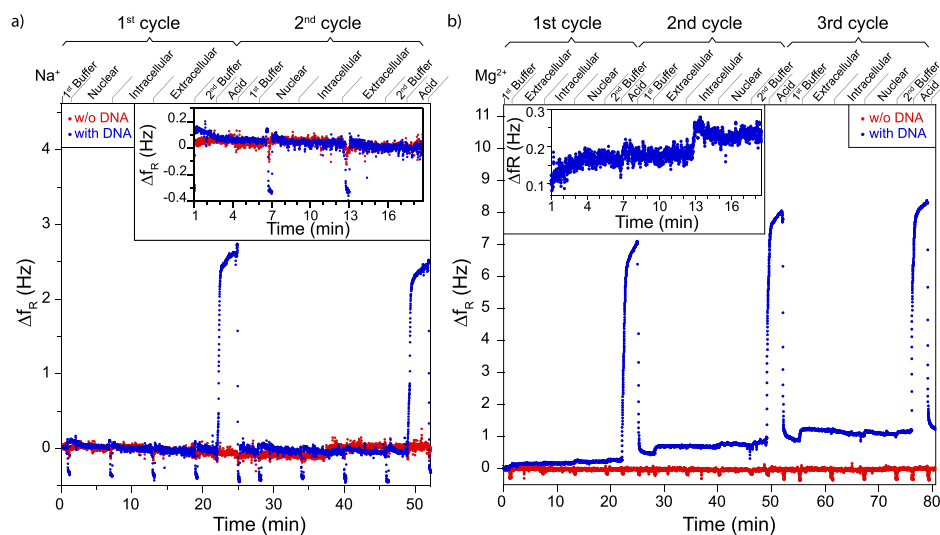 a)
1st cycle
2nd cycle
Na+
1st Buffer
Nuclear
Intracellular
Extracellular
2nd Buffer
Acid
1st Buffer
Nuclear
Intracellular
Extracellular
2nd Buffer
Acid
w/o DNA
with DNA
4
3
2
1
0
ΔfR (Hz)
0 10 20 30 40 50
Time (min)
0.2
0
-0.2
-0.4
ΔfR (Hz)
1 4 7 10 13 16
Time (min)
b)
1st cycle
2nd cycle
3rd cycle
Mg2+
1st Buffer
Extracellular
Intracellular
Nuclear
2nd Buffer
Acid
1st Buffer
Extracellular
Intracellular
Nuclear
2nd Buffer
Acid
1st Buffer
Extracellular
Intracellular
Nuclear
2nd Buffer
Acid
w/o DNA
with DNA
11
10
9
8
7
6
5
4
3
2
1
0
ΔfR (Hz)
0 10 20 30 40 50 60 70 80
Time (min)
0.3
0.2
0.1
ΔfR (Hz)
1 4 7 10 13 16
Time (min)